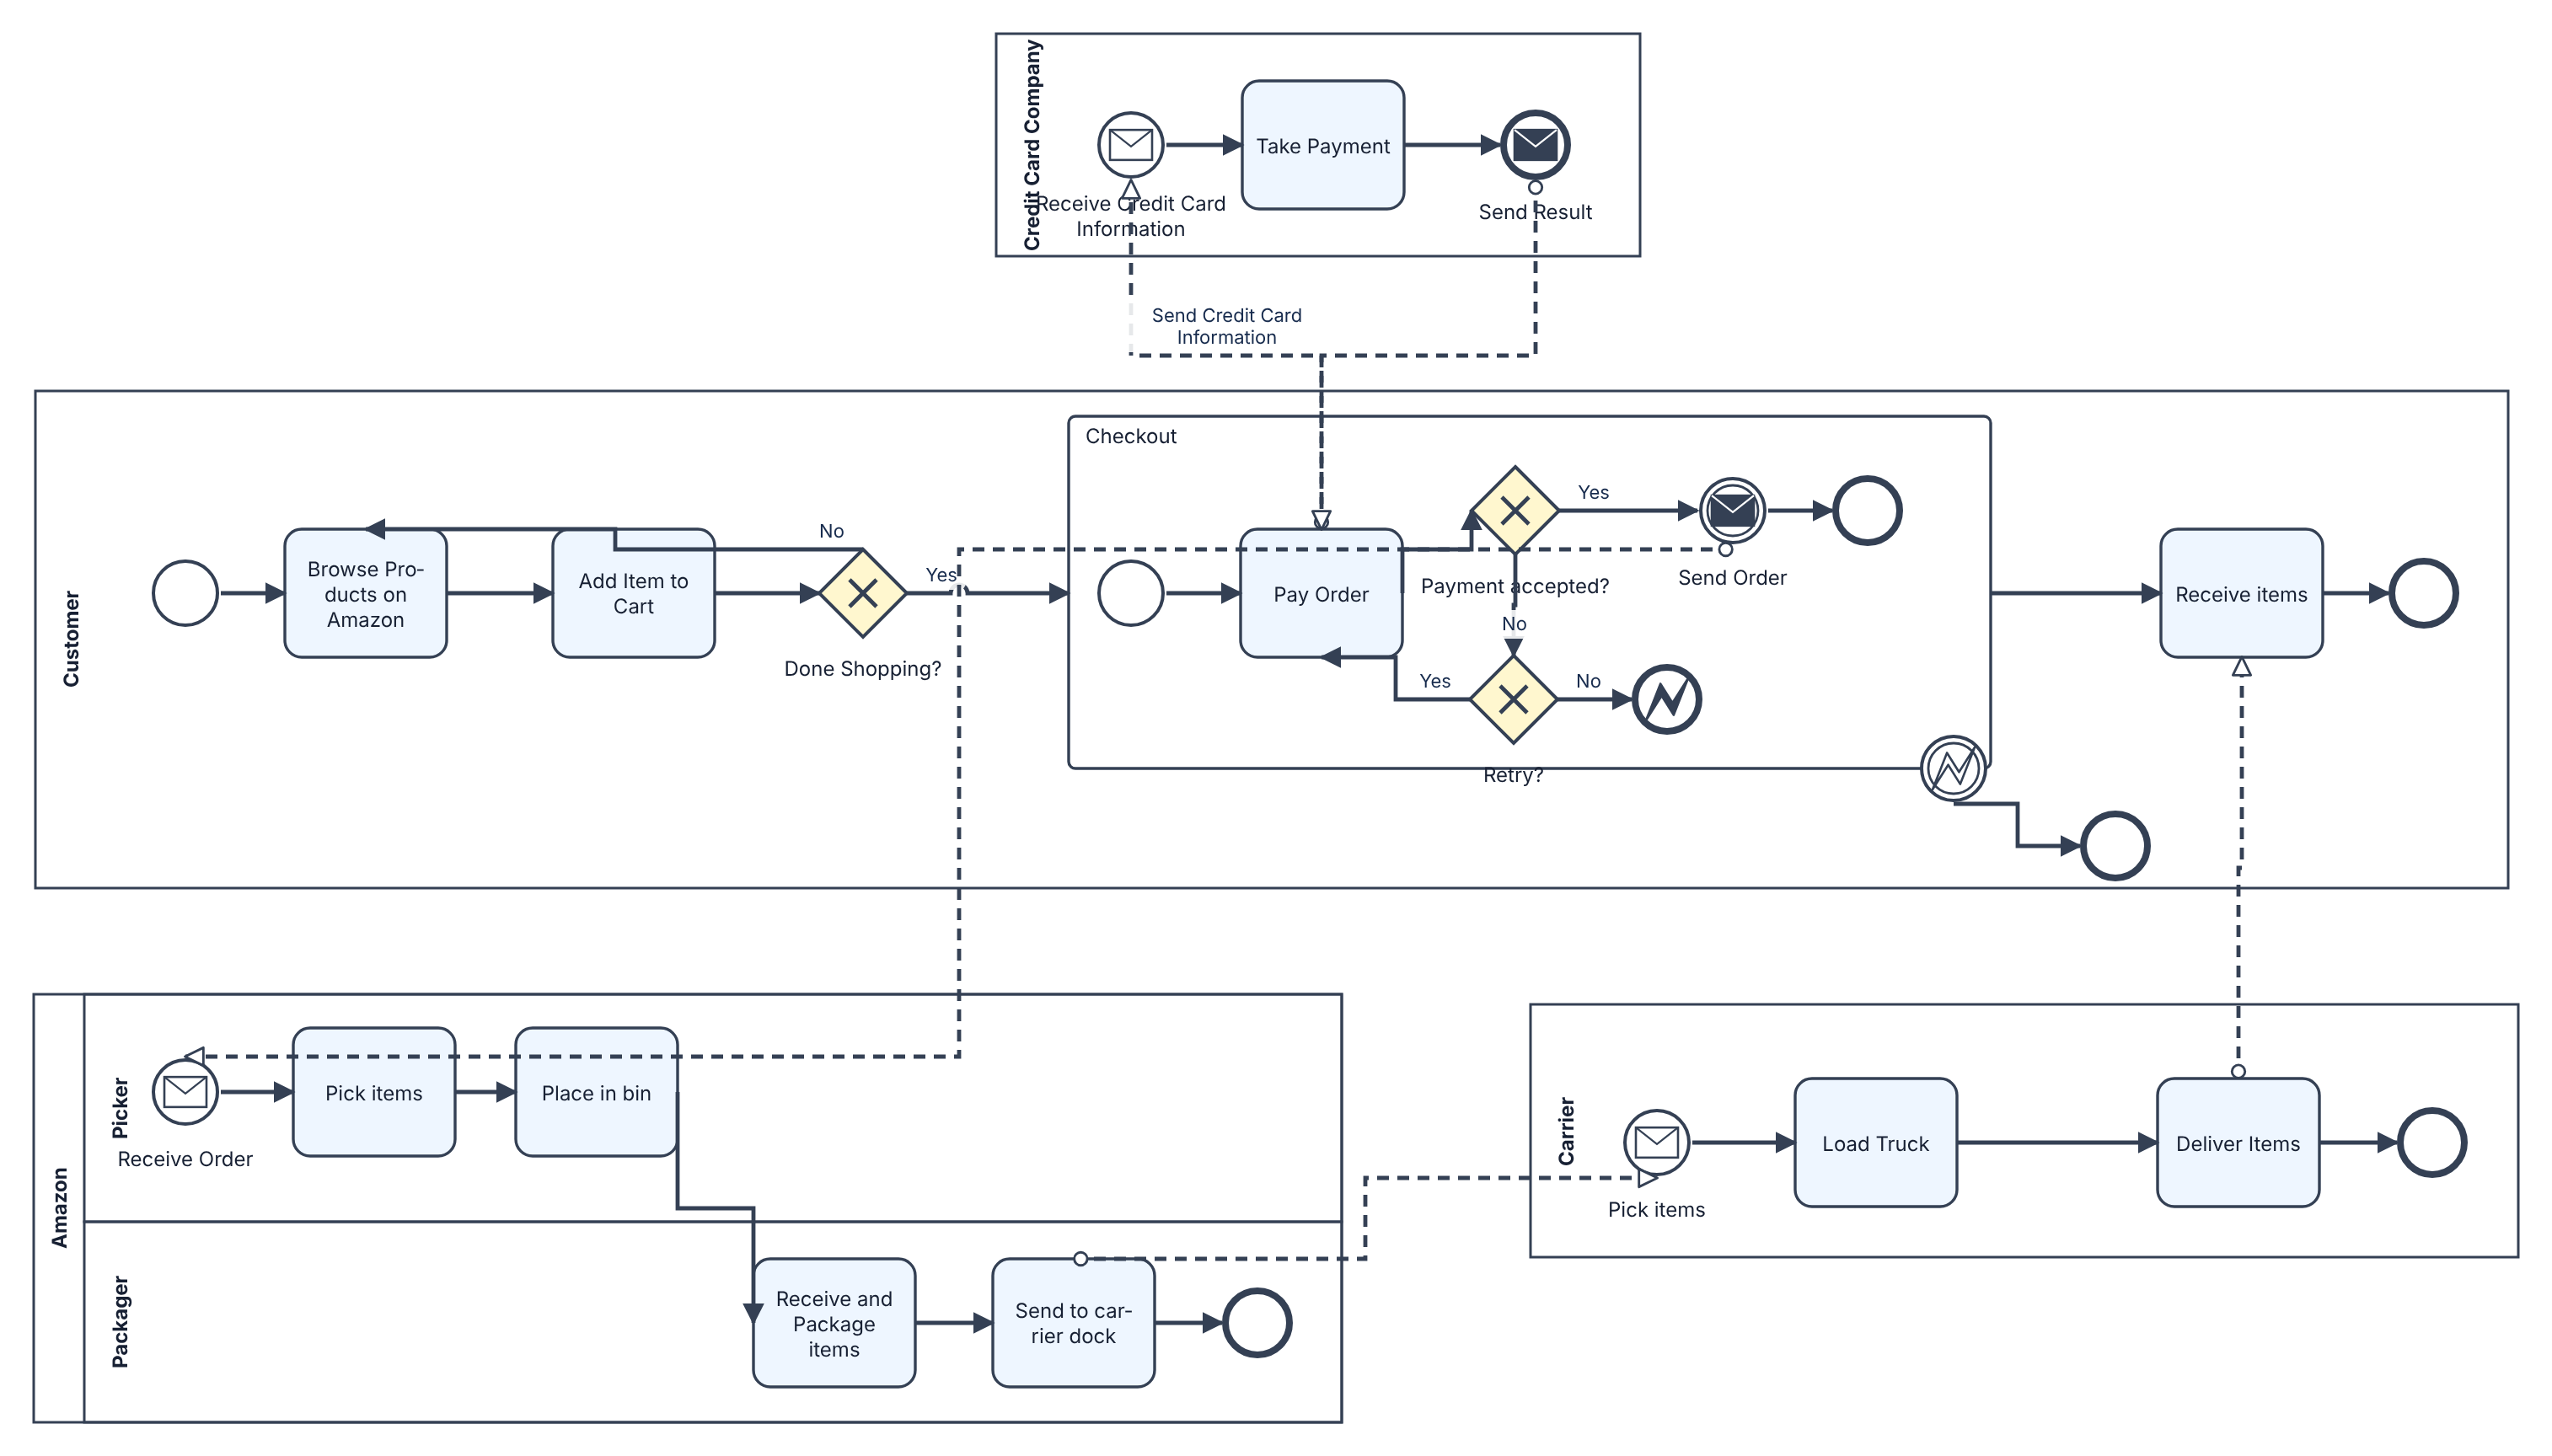 Credit Card Company
Take Payment
Receive Credit Card
Information
Send Result
Send Credit Card
Information
Customer
Checkout
Browse Pro-
ducts on
Amazon
Add Item to
Cart
No
Done Shopping?
Yes
Pay Order
Payment accepted?
Yes
Send Order
No
Yes
No
Retry?
Receive items
Amazon
Picker
Receive Order
Pick items
Place in bin
Packager
Receive and
Package
items
Send to car-
rier dock
Carrier
Pick items
Load Truck
Deliver Items